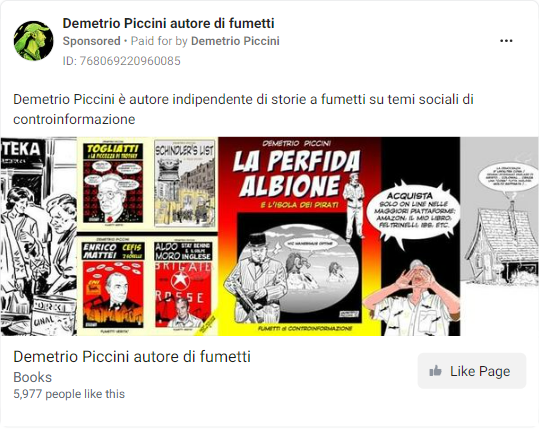 Demetrio Piccini autore di fumetti
Sponsored • Paid for by Demetrio Piccini
ID: 768069220960085
Demetrio Piccini è autore indipendente di storie a fumetti su temi sociali di
controinformazione
TEKA
TOGLIATTI
SCHINDLER'S LIST
ENRICO
MATTEI
CEFIS
ALDO
MORO
STAY BEHIND
INGLESE
BRIGATE
ROSSE
DEMETRIO PICCINI
LA PERFIDA
ALBIONE
E L'ISOLA DEI PIRATI
FUMETTI di CONTROINFORMAZIONE
ACQUISTA
SOLO ON LINE NELLE
MAGGIORI PIATTAFORME:
AMAZON, IL MIO LIBRO,
FELTRINELLI, IBS, ETC.
Demetrio Piccini autore di fumetti
Books
5,977 people like this
Like Page